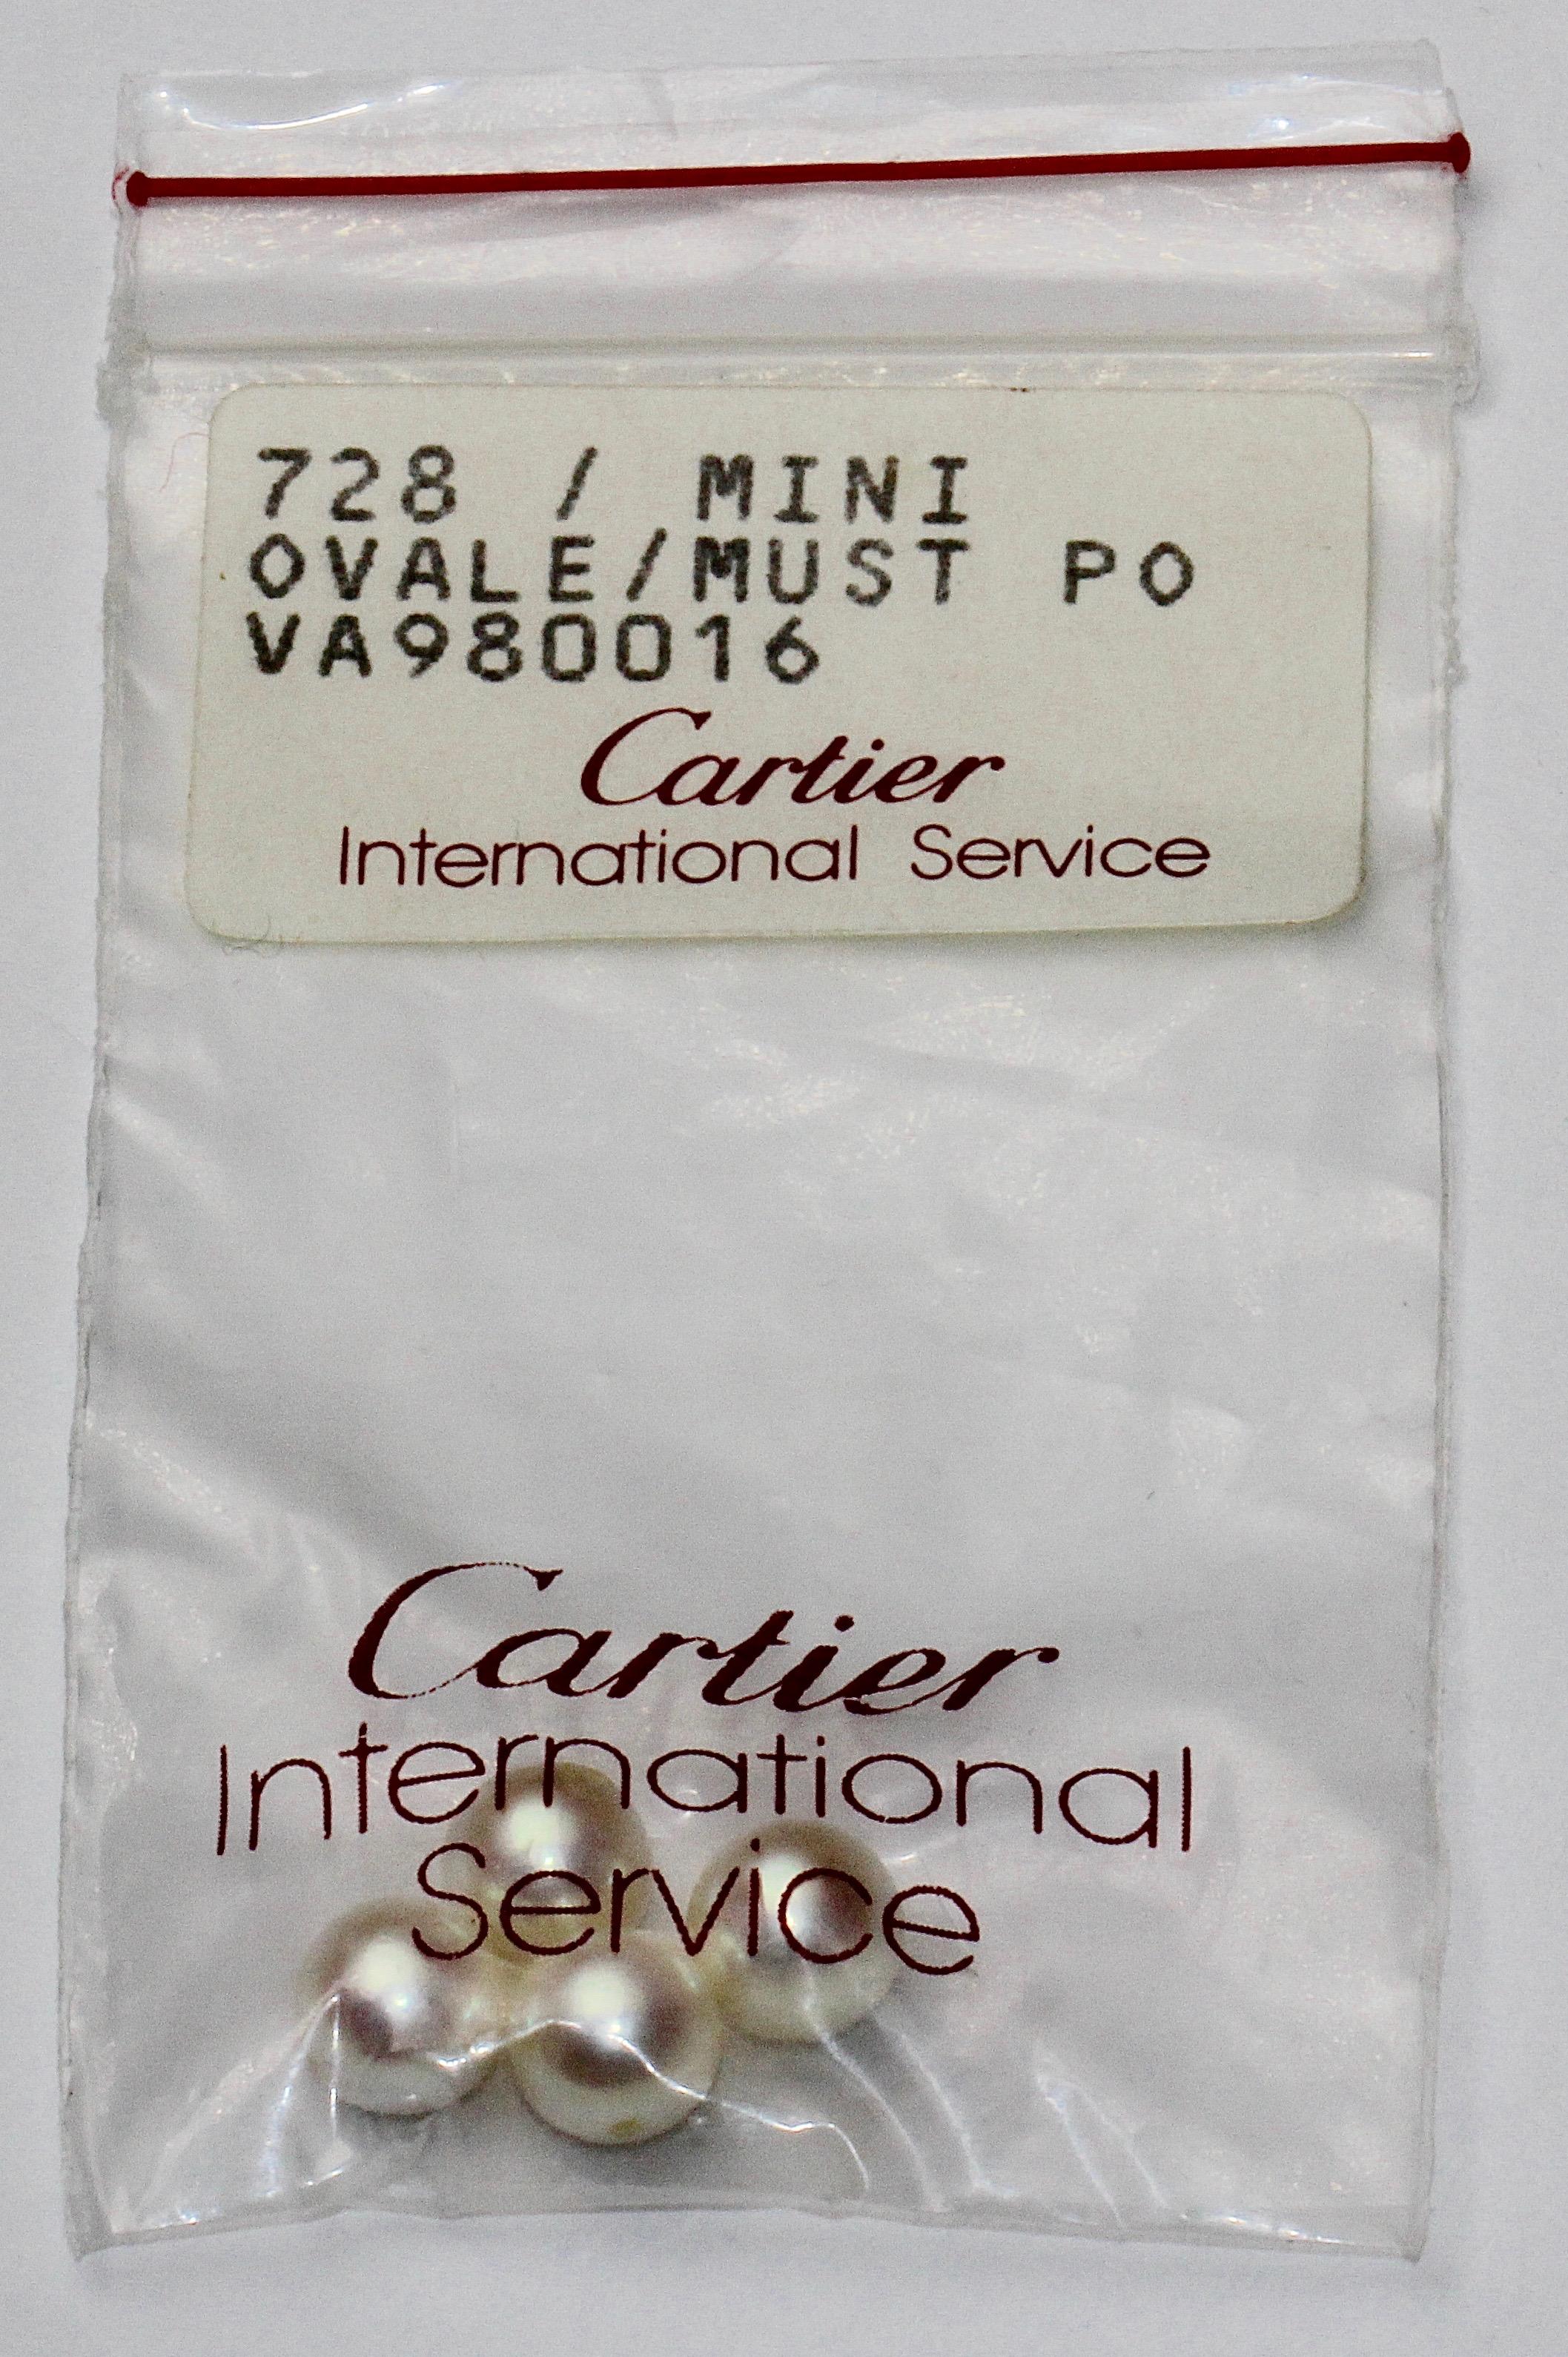 728 / MINI
OVALE/MUST PO
VA980016
Cartier
International Service
Cartier
International
Service